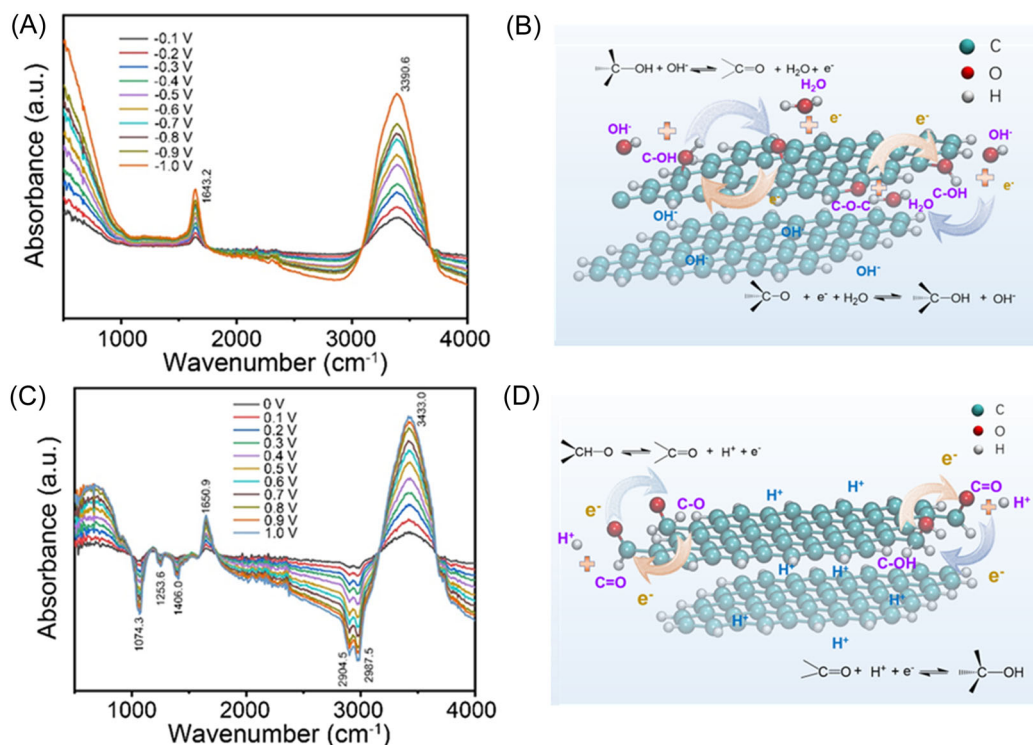 (A)
Absorbance (a.u.)
-0.1 V
-0.2 V
-0.3 V
-0.4 V
-0.5 V
-0.6 V
-0.7 V
-0.8 V
-0.9 V
-1.0 V
1643.2
3390.6
1000 2000 3000 4000
Wavenumber (cm⁻¹)
(B)
C
O
H
C–OH + OH⁻ ⇌ C=O + H₂O + e⁻
H₂O
e⁻
OH⁻
OH⁻
C-OH
e⁻
C-O-C
H₂O
C-OH
OH⁻
OH⁻
OH⁻
OH⁻
C–O + e⁻ + H₂O ⇌ C–OH + OH⁻
(C)
Absorbance (a.u.)
0 V
0.1 V
0.2 V
0.3 V
0.4 V
0.5 V
0.6 V
0.7 V
0.8 V
0.9 V
1.0 V
1074.3
1253.6
1406.0
1650.9
2904.5
2987.5
3433.0
1000 2000 3000 4000
Wavenumber (cm⁻¹)
(D)
C
O
H
CH–O ⇌ C=O + H⁺ + e⁻
H⁺
H⁺
e⁻
C=O
H⁺
e⁻
C-O
H⁺
C=O
H⁺
H⁺
C-OH
e⁻
e⁻
H⁺
H⁺
H⁺
C=O + H⁺ + e⁻ ⇌ C–OH